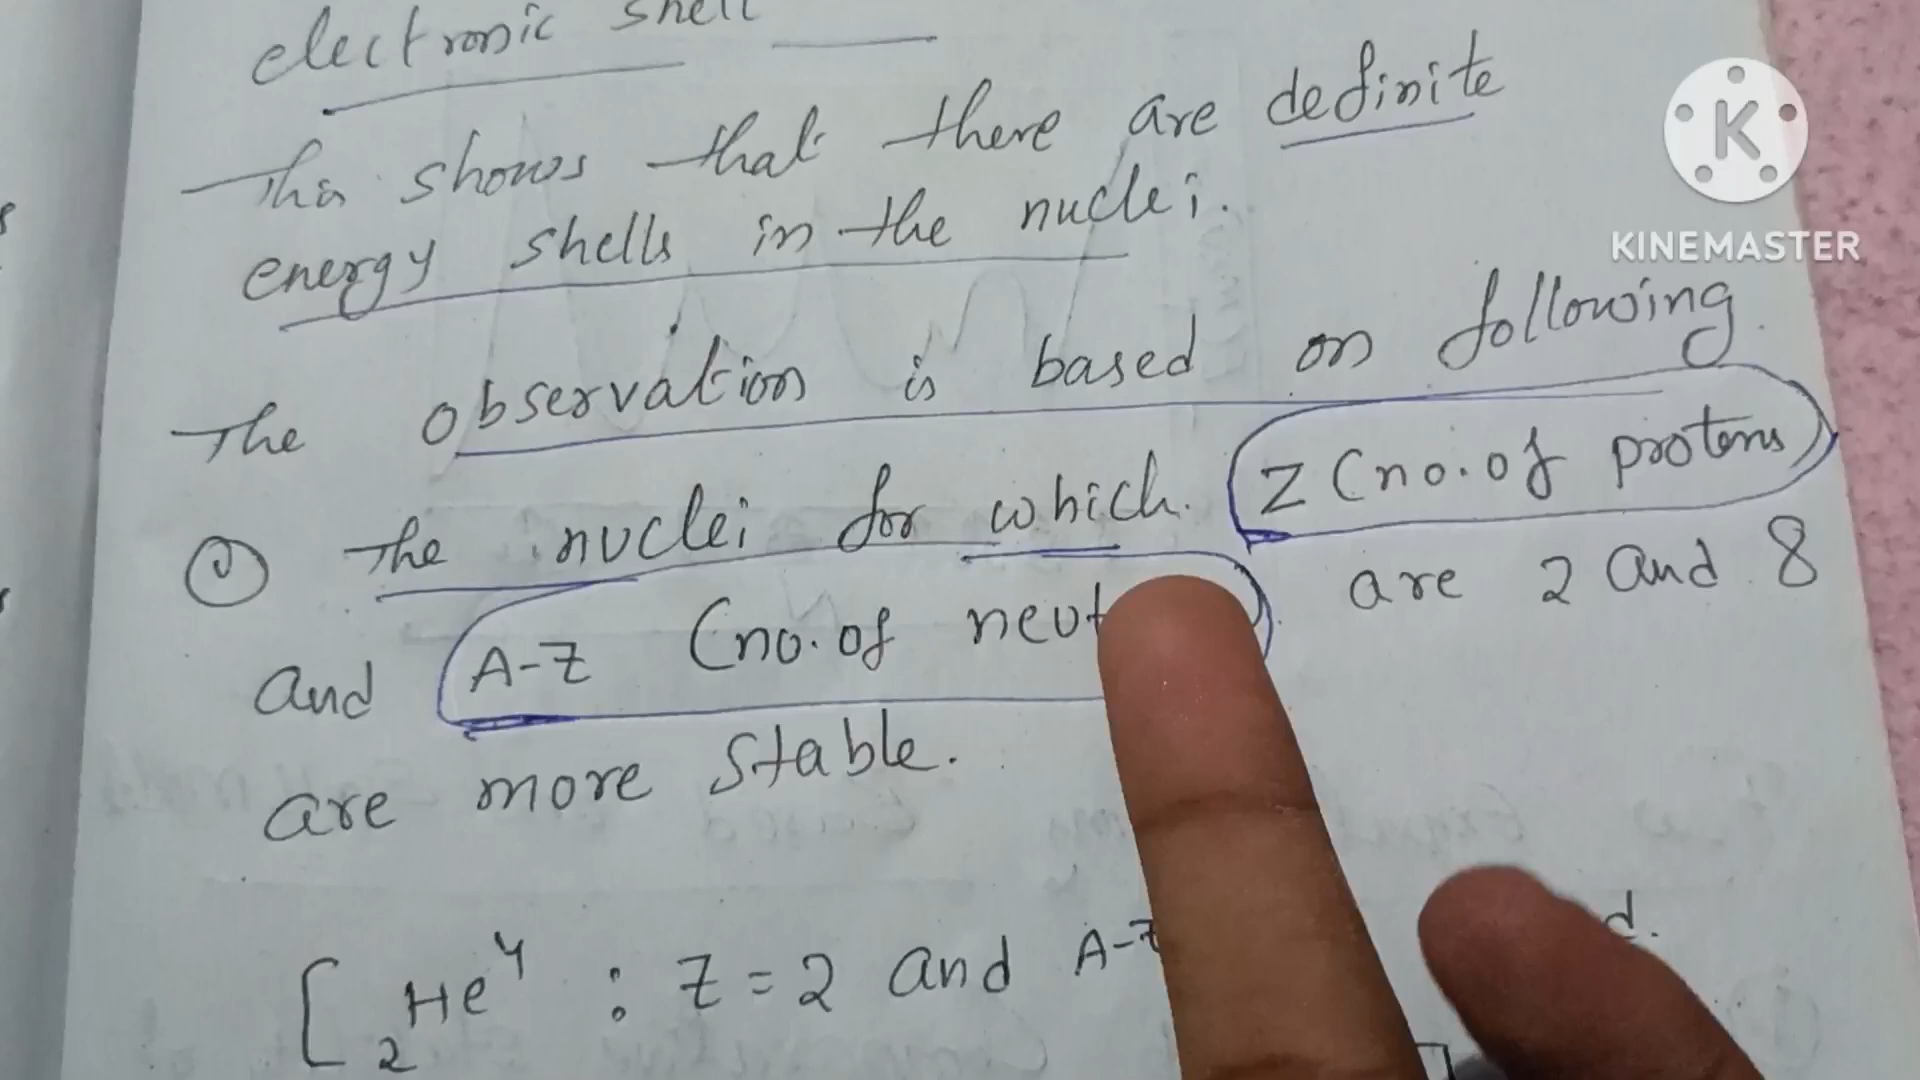 electronic shell
This shows that there are definite
energy shells in the nuclei.
The observation is based on following
① The nuclei for which Z (no. of protons)
and A-Z (no. of neut are 2 and 8
are more stable.
[ ₂He⁴ : Z = 2 and A-Z d.
K
KINEMASTER